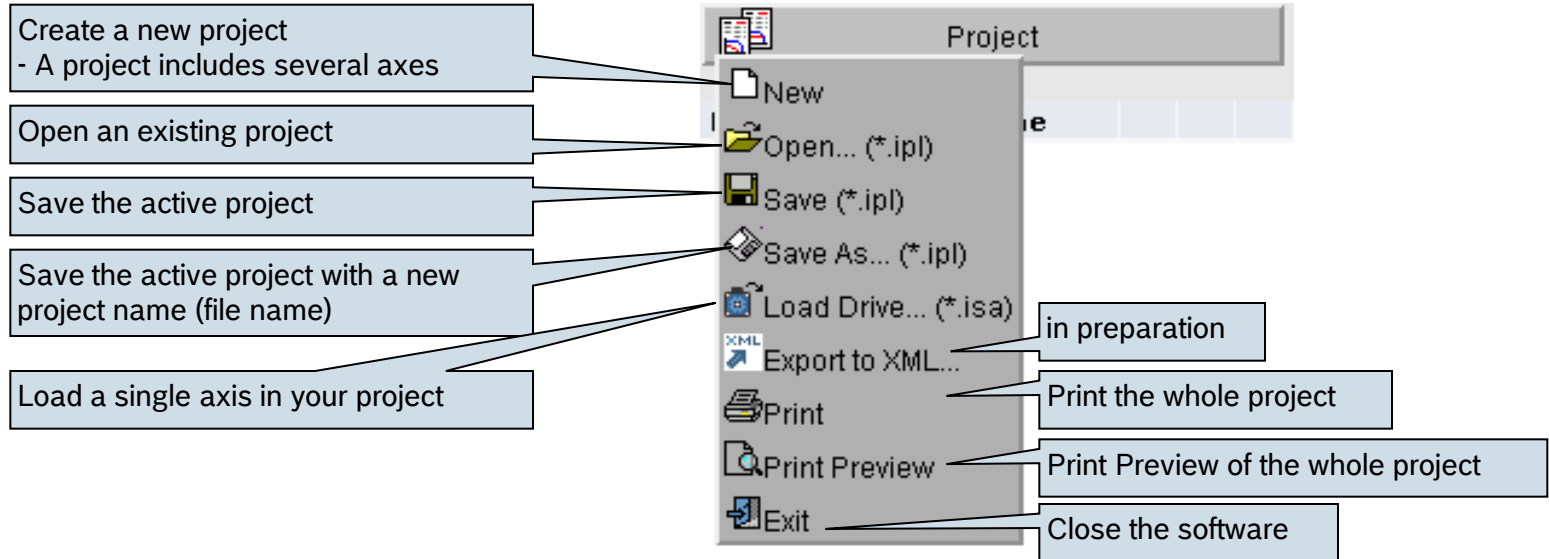 Create a new project
- A project includes several axes
Open an existing project
Save the active project
Save the active project with a new
project name (file name)
Load a single axis in your project
Project
New
Open... (*.ipl)
Save (*.ipl)
Save As... (*.ipl)
Load Drive... (*.isa)
XML
Export to XML...
Print
Print Preview
Exit
in preparation
Print the whole project
Print Preview of the whole project
Close the software